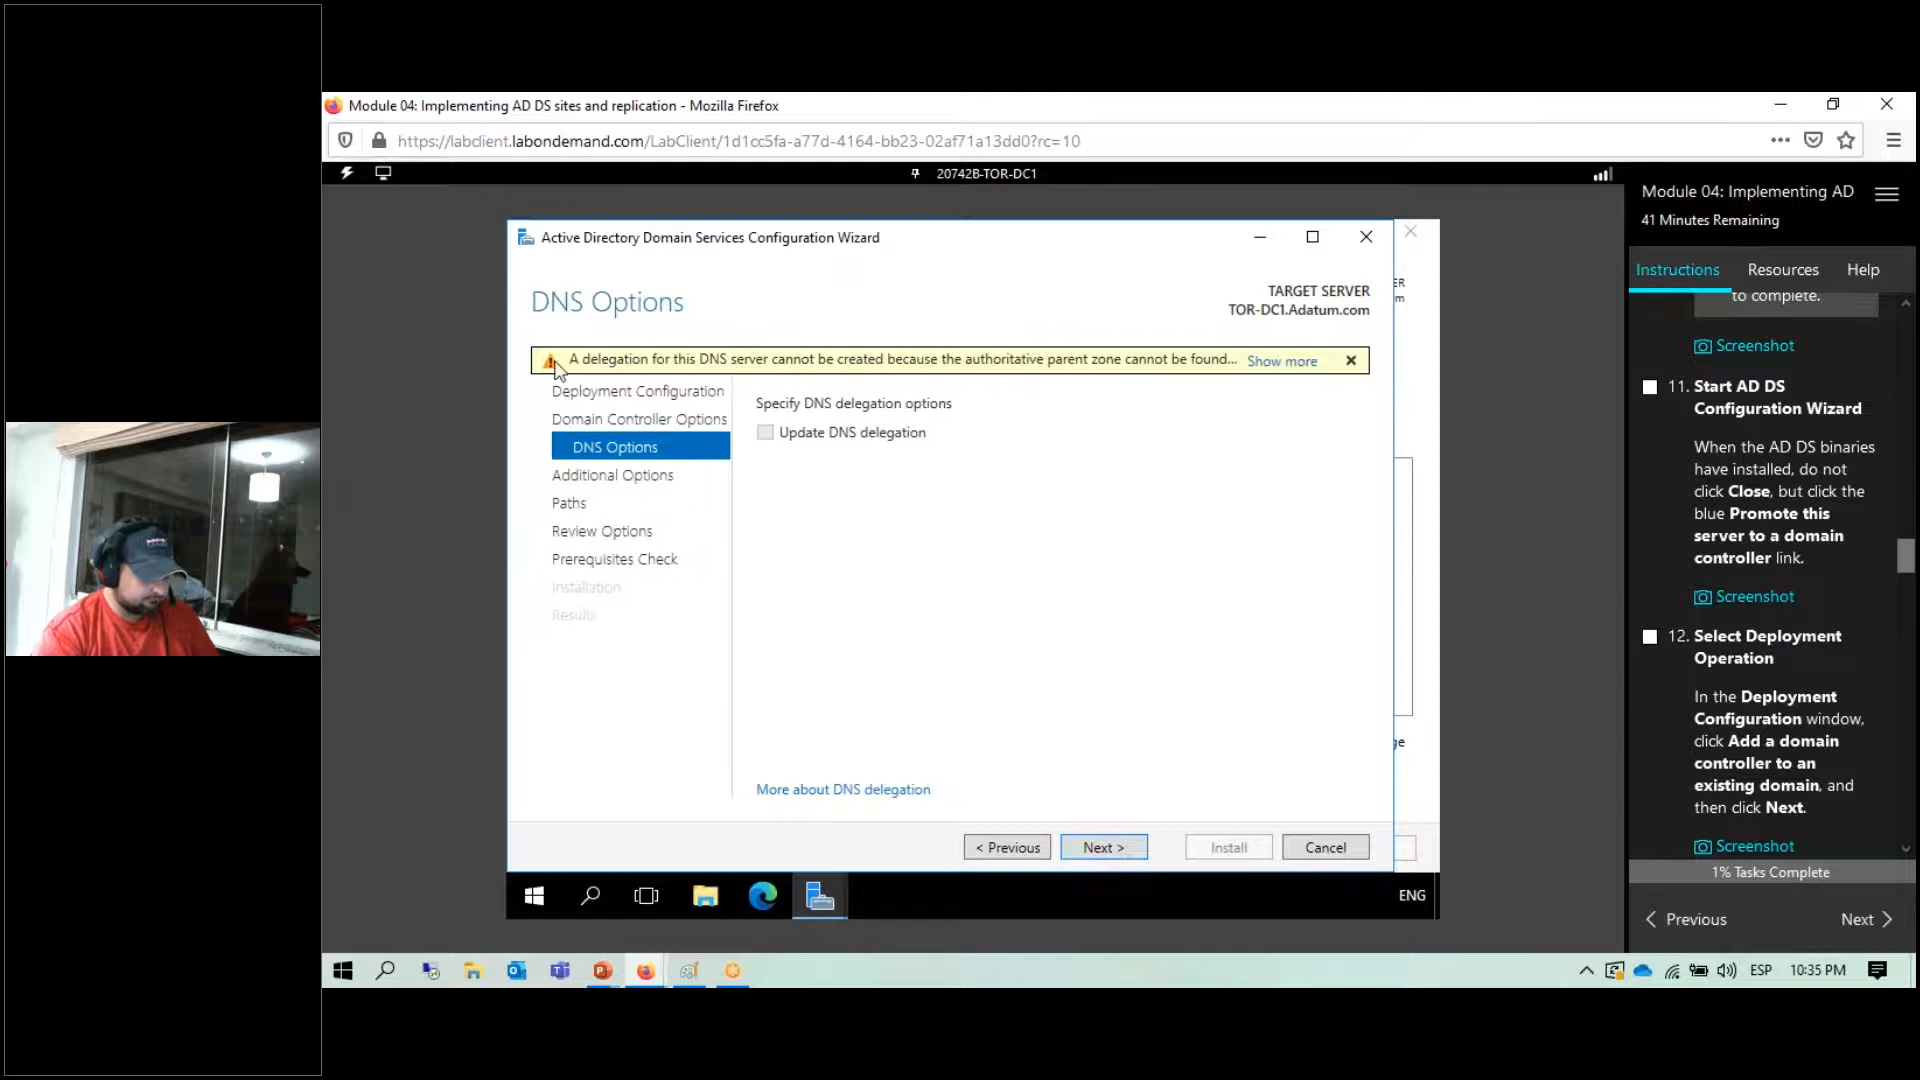 Module 04: Implementing AD DS sites and replication - Mozilla Firefox
https://labclient.labondemand.com/LabClient/1d1cc5fa-a77d-4164-bb23-02af71a13dd0?rc=10
20742B-TOR-DC1
Active Directory Domain Services Configuration Wizard
DNS Options
TARGET SERVER
TOR-DC1.Adatum.com
A delegation for this DNS server cannot be created because the authoritative parent zone cannot be found... Show more
Deployment Configuration
Domain Controller Options
DNS Options
Additional Options
Paths
Review Options
Prerequisites Check
Installation
Results
Specify DNS delegation options
Update DNS delegation
More about DNS delegation
< Previous
Next >
Install
Cancel
ENG
Module 04: Implementing AD
41 Minutes Remaining
Instructions Resources Help
to complete.
Screenshot
11. Start AD DS
Configuration Wizard
When the AD DS binaries
have installed, do not
click Close, but click the
blue Promote this
server to a domain
controller link.
Screenshot
12. Select Deployment
Operation
In the Deployment
Configuration window,
click Add a domain
controller to an
existing domain, and
then click Next.
Screenshot
1% Tasks Complete
Previous Next
ESP 10:35 PM